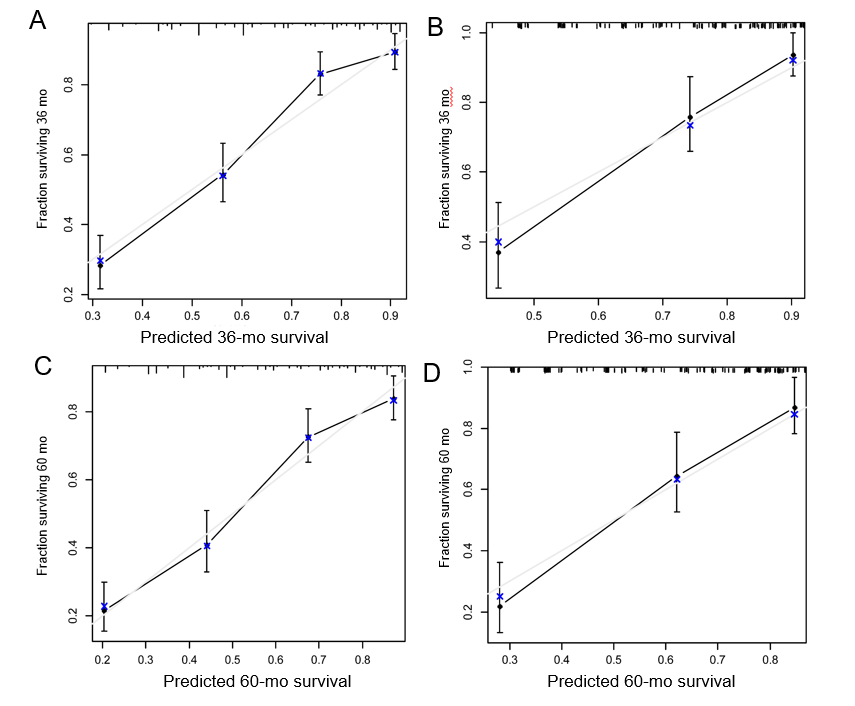 A
Fraction surviving 36 mo
0.8
0.6
0.4
0.2
0.3 0.4 0.5 0.6 0.7 0.8 0.9
Predicted 36-mo survival
B
Fraction surviving 36 mo
1.0
0.8
0.6
0.4
0.5 0.6 0.7 0.8 0.9
Predicted 36-mo survival
C
Fraction surviving 60 mo
0.8
0.6
0.4
0.2
0.2 0.3 0.4 0.5 0.6 0.7 0.8
Predicted 60-mo survival
D
Fraction surviving 60 mo
1.0
0.8
0.6
0.4
0.2
0.3 0.4 0.5 0.6 0.7 0.8
Predicted 60-mo survival